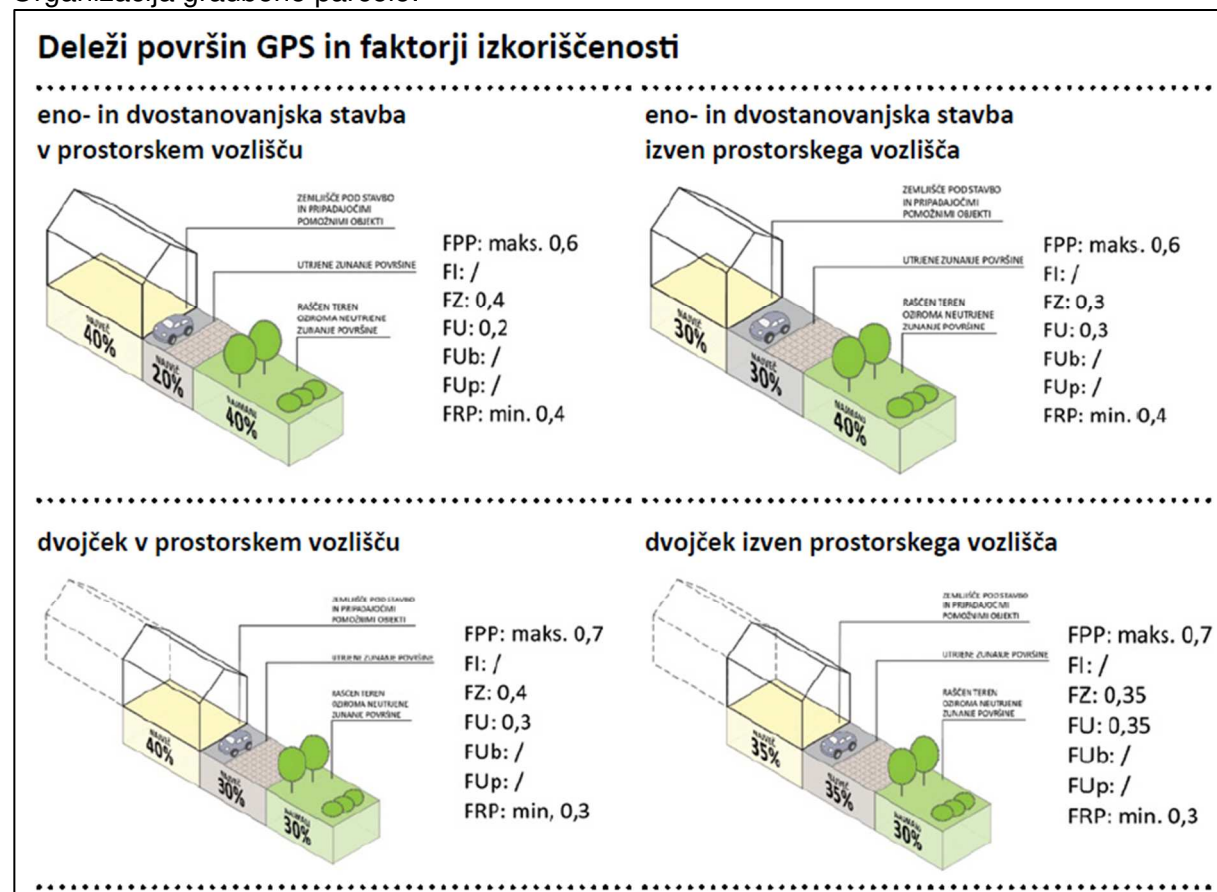 Organizacija gradbene parcele:
Deleži površin GPS in faktorji izkoriščenosti
eno- in dvostanovanjska stavba
v prostorskem vozlišču
ZEMLJIŠČE POD STAVBO
IN PRIPADAJOČIMI
POMOŽNIMI OBJEKTI
UTRJENE ZUNANJE POVRŠINE
RAŠČEN TEREN
OZIROMA NEUTRJENE
ZUNANJE POVRŠINE
NAJVEČ
40%
NAJVEČ
20%
NAJMANJ
40%
FPP: maks. 0,6
FI: /
FZ: 0,4
FU: 0,2
FUb: /
FUp: /
FRP: min. 0,4
eno- in dvostanovanjska stavba
izven prostorskega vozlišča
ZEMLJIŠČE POD STAVBO
IN PRIPADAJOČIMI
POMOŽNIMI OBJEKTI
UTRJENE ZUNANJE POVRŠINE
RAŠČEN TEREN
OZIROMA NEUTRJENE
ZUNANJE POVRŠINE
NAJVEČ
30%
NAJVEČ
30%
NAJMANJ
40%
FPP: maks. 0,6
FI: /
FZ: 0,3
FU: 0,3
FUb: /
FUp: /
FRP: min. 0,4
dvojček v prostorskem vozlišču
ZEMLJIŠČE POD STAVBO
IN PRIPADAJOČIMI
POMOŽNIMI OBJEKTI
UTRJENE ZUNANJE POVRŠINE
RAŠČEN TEREN
OZIROMA NEUTRJENE
ZUNANJE POVRŠINE
NAJVEČ
40%
NAJVEČ
30%
NAJMANJ
30%
FPP: maks. 0,7
FI: /
FZ: 0,4
FU: 0,3
FUb: /
FUp: /
FRP: min, 0,3
dvojček izven prostorskega vozlišča
ZEMLJIŠČE POD STAVBO
IN PRIPADAJOČIMI
POMOŽNIMI OBJEKTI
UTRJENE ZUNANJE POVRŠINE
RAŠČEN TEREN
OZIROMA NEUTRJENE
ZUNANJE POVRŠINE
NAJVEČ
35%
NAJVEČ
35%
NAJMANJ
30%
FPP: maks. 0,7
FI: /
FZ: 0,35
FU: 0,35
FUb: /
FUp: /
FRP: min. 0,3